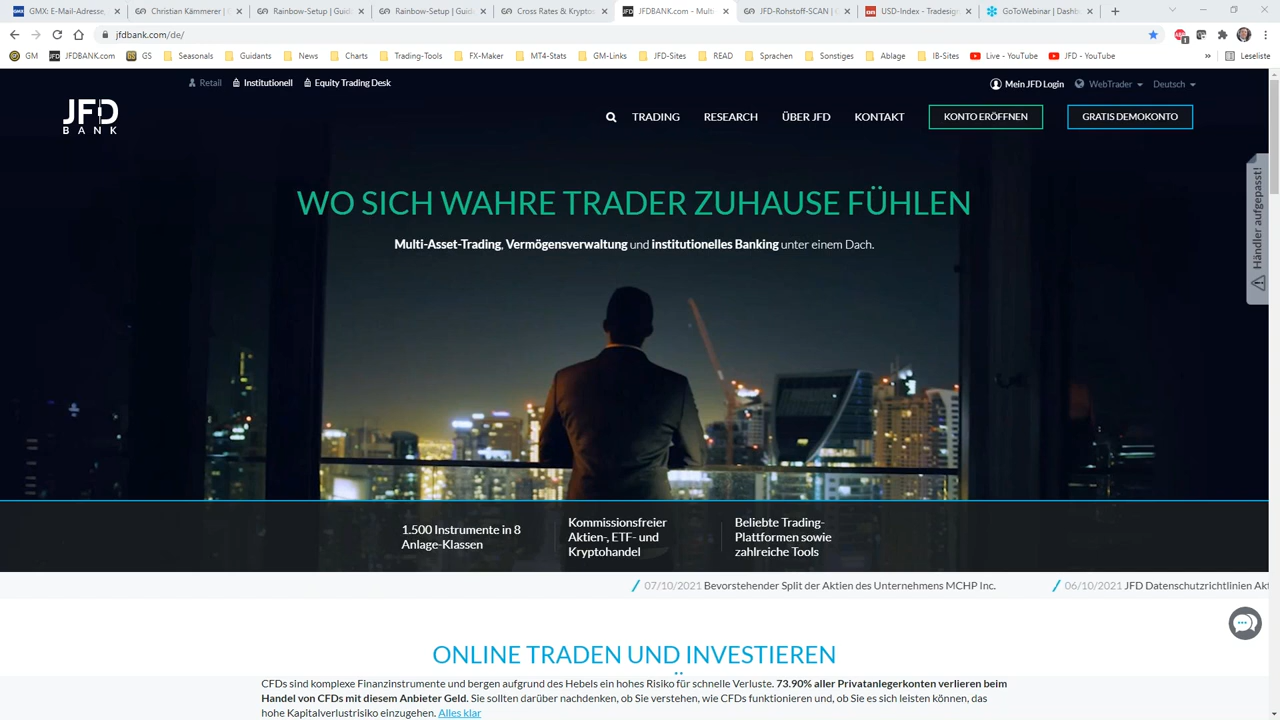 GMX: E-Mail-Adresse,
Christian Kämmerer |
Rainbow-Setup | Guid
Rainbow-Setup | Guid
Cross Rates & Kryptos
JFDBANK.com - Multi
JFD-Rohstoff-SCAN |
USD-Index - Tradesign
GoToWebinar | Dashb
jfdbank.com/de/
GM
JFDBANK.com
GS
Seasonals
Guidants
News
Charts
Trading-Tools
FX-Maker
MT4-Stats
GM-Links
JFD-Sites
READ
Sprachen
Sonstiges
Ablage
IB-Sites
Live - YouTube
JFD - YouTube
»
Leseliste
Retail
Institutionell
Equity Trading Desk
Mein JFD Login
WebTrader
Deutsch
JFD
BANK
TRADING
RESEARCH
ÜBER JFD
KONTAKT
KONTO ERÖFFNEN
GRATIS DEMOKONTO
Händler aufgepasst!
WO SICH WAHRE TRADER ZUHAUSE FÜHLEN
Multi-Asset-Trading, Vermögensverwaltung und institutionelles Banking unter einem Dach.
1.500 Instrumente in 8
Anlage-Klassen
Kommissionsfreier
Aktien-, ETF- und
Kryptohandel
Beliebte Trading-
Plattformen sowie
zahlreiche Tools
07/10/2021 Bevorstehender Split der Aktien des Unternehmens MCHP Inc.
06/10/2021 JFD Datenschutzrichtlinien Akt
ONLINE TRADEN UND INVESTIEREN
CFDs sind komplexe Finanzinstrumente und bergen aufgrund des Hebels ein hohes Risiko für schnelle Verluste. 73.90% aller Privatanlegerkonten verlieren beim
Handel von CFDs mit diesem Anbieter Geld. Sie sollten darüber nachdenken, ob Sie verstehen, wie CFDs funktionieren und, ob Sie es sich leisten können, das
hohe Kapitalverlustrisiko einzugehen. Alles klar